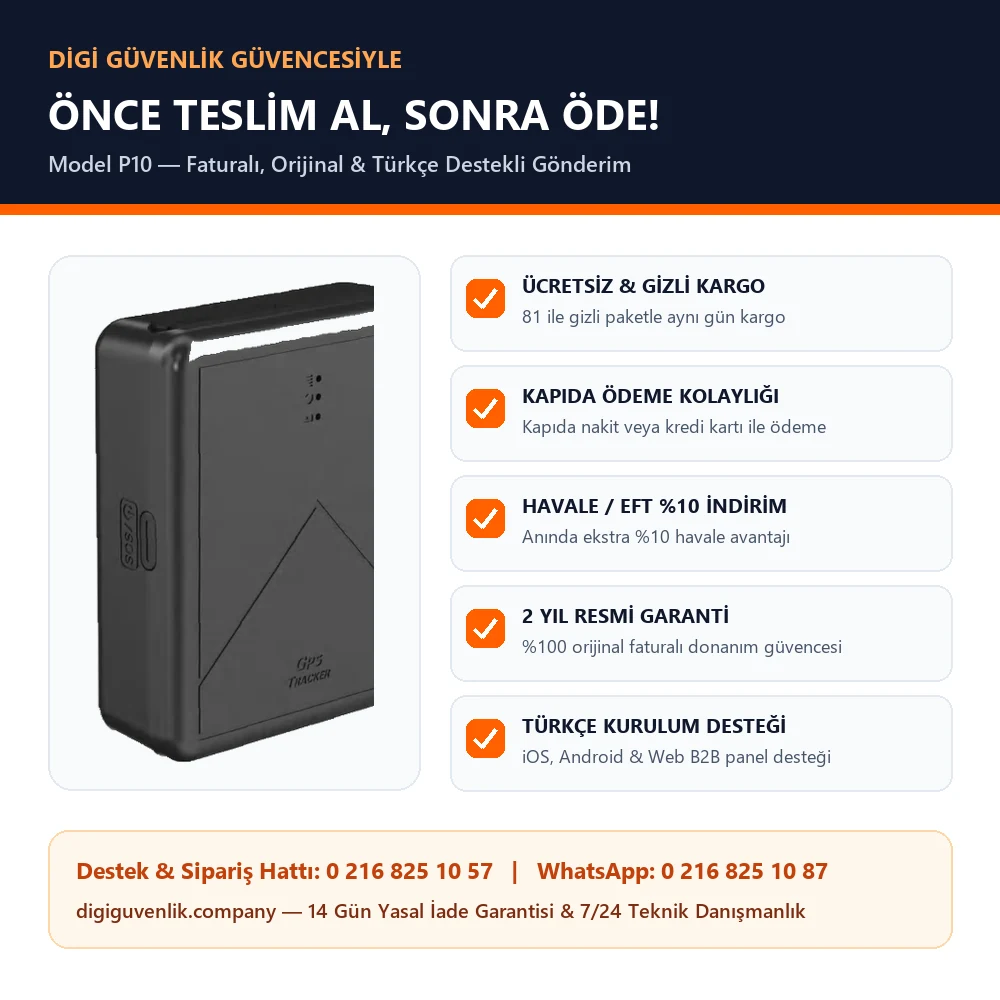 DİGİ GÜVENLİK GÜVENCESİYLE
ÖNCE TESLİM AL, SONRA ÖDE!
Model P10 — Faturalı, Orijinal & Türkçe Destekli Gönderim
SOS/
GPS
TRACKER
ÜCRETSİZ & GİZLİ KARGO
81 ile gizli paketle aynı gün kargo
KAPIDA ÖDEME KOLAYLIĞI
Kapıda nakit veya kredi kartı ile ödeme
HAVALE / EFT %10 İNDİRİM
Anında ekstra %10 havale avantajı
2 YIL RESMİ GARANTİ
%100 orijinal faturalı donanım güvencesi
TÜRKÇE KURULUM DESTEĞİ
iOS, Android & Web B2B panel desteği
Destek & Sipariş Hattı: 0 216 825 10 57 | WhatsApp: 0 216 825 10 87
digiguvenlik.company — 14 Gün Yasal İade Garantisi & 7/24 Teknik Danışmanlık